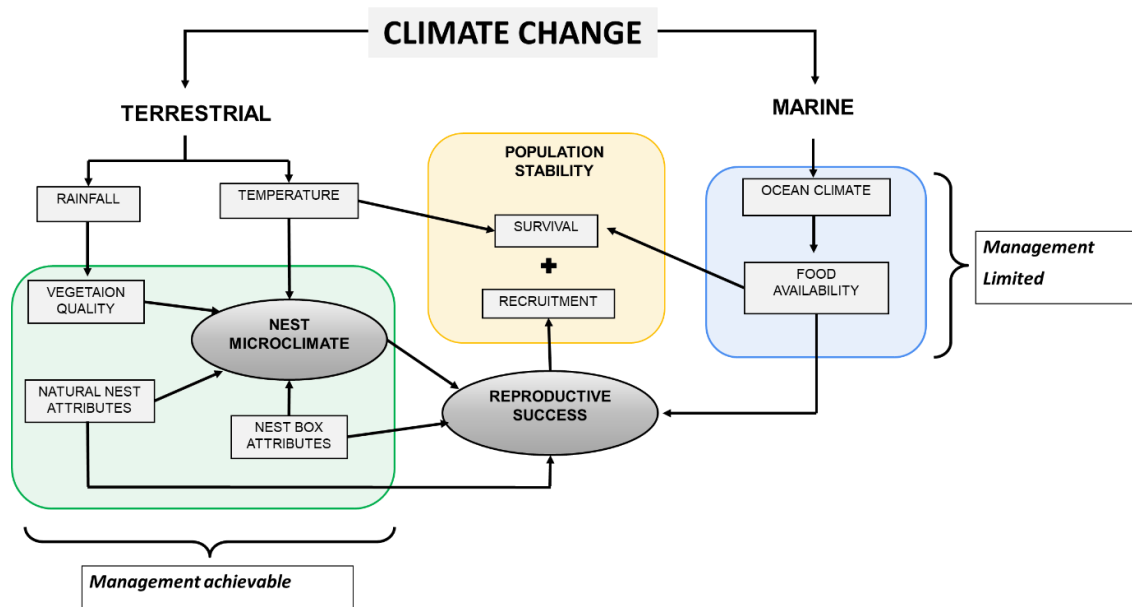 CLIMATE CHANGE
TERRESTRIAL
MARINE
POPULATION
STABILITY
RAINFALL
TEMPERATURE
OCEAN CLIMATE
SURVIVAL
+
RECRUITMENT
FOOD
AVAILABILITY
Management
Limited
VEGETAION
QUALITY
NEST
MICROCLIMATE
NATURAL NEST
ATTRIBUTES
NEST BOX
ATTRIBUTES
REPRODUCTIVE
SUCCESS
Management achievable